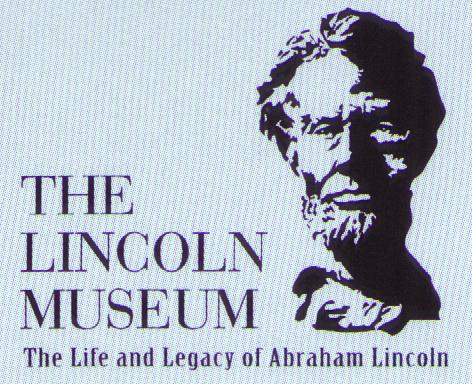 THE
LINCOLN
MUSEUM
The Life and Legacy of Abraham Lincoln